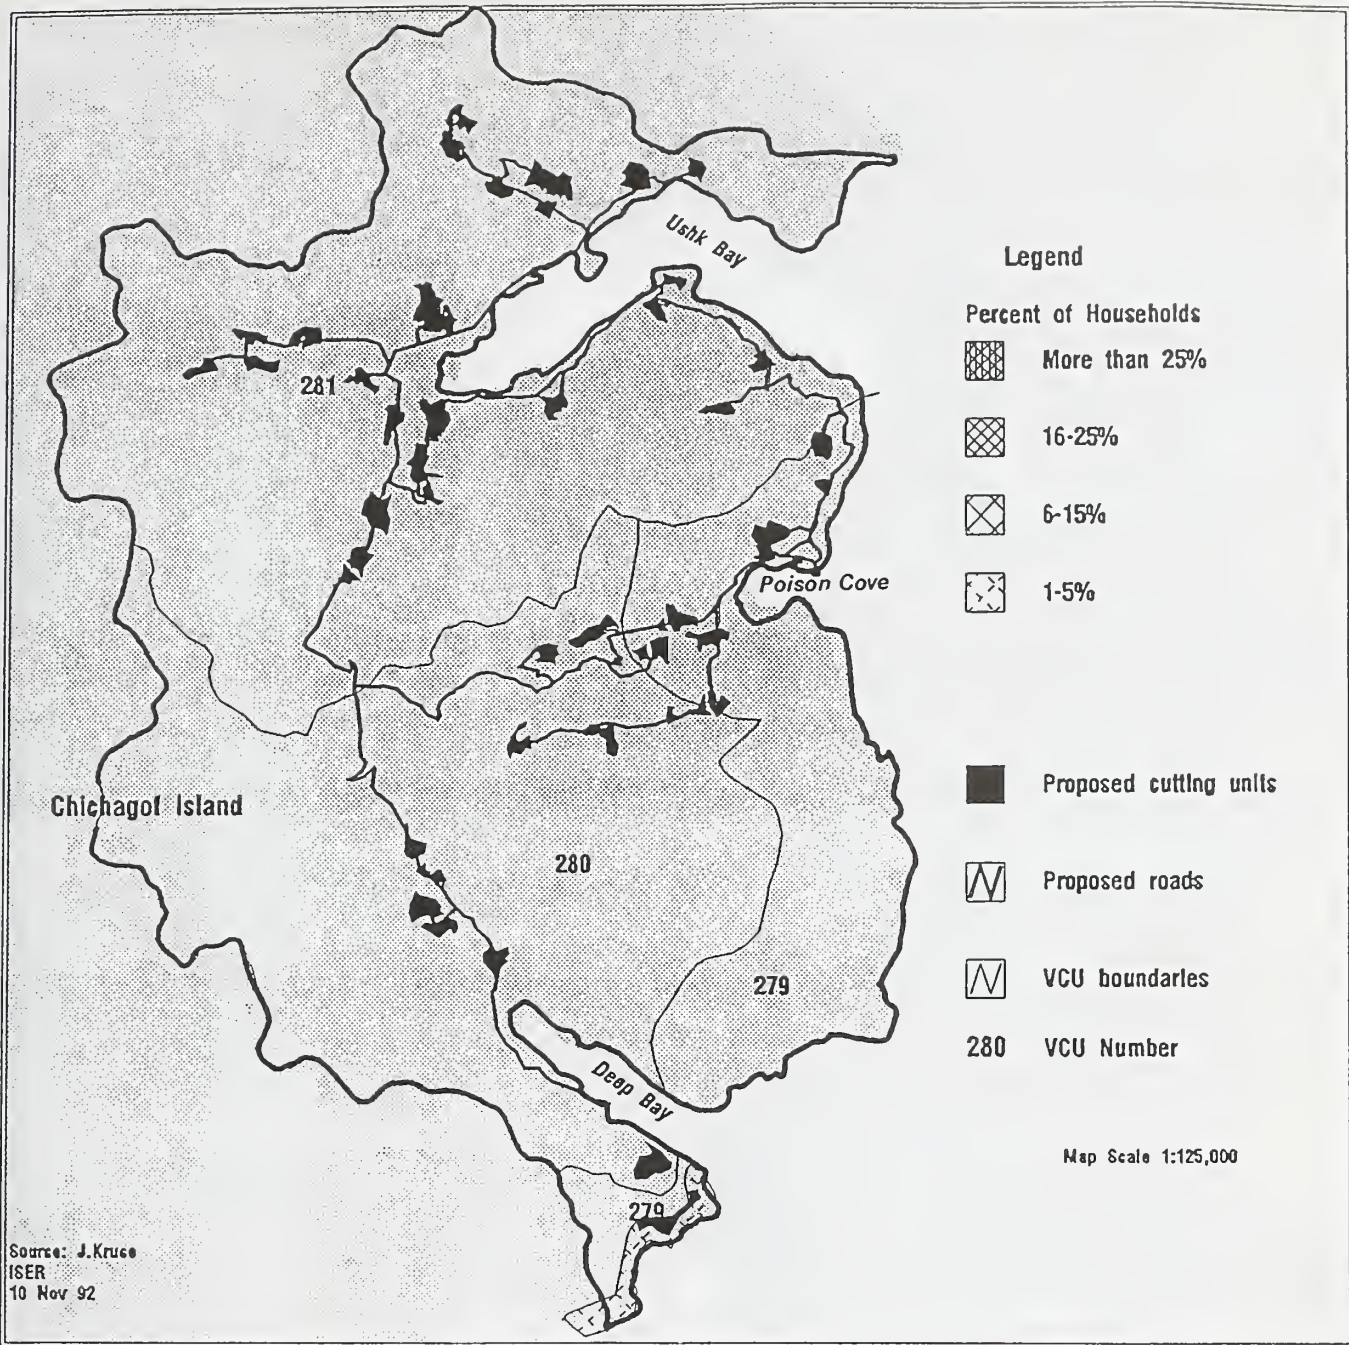 Ushk Bay
Legend
Percent of Households
More than 25%
281
16-25%
6-15%
Poison Cove
1-5%
Chichagof Island
Proposed cutting units
280
Proposed roads
279
VCU boundaries
280 VCU Number
Deep Bay
Map Scale 1:125,000
279
Source: J.Kruse
ISER
10 Nov 92